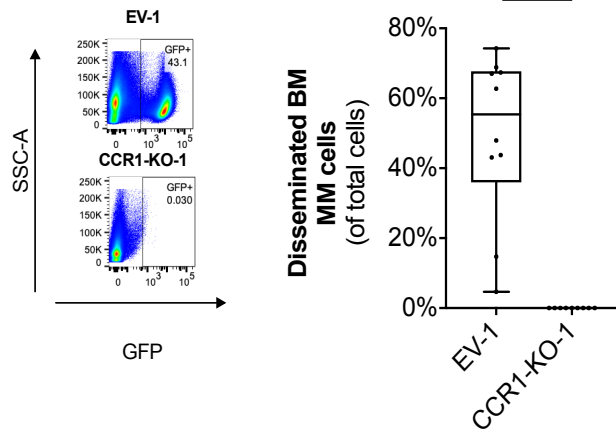 EV-1
250K
200K
150K
100K
50K
0
GFP+
43.1
0 10³ 10⁵
CCR1-KO-1
250K
200K
150K
100K
50K
0
GFP+
0.030
0 10³ 10⁵
SSC-A
GFP
Disseminated BM
MM cells
(of total cells)
80%
60%
40%
20%
0%
EV-1
CCR1-KO-1